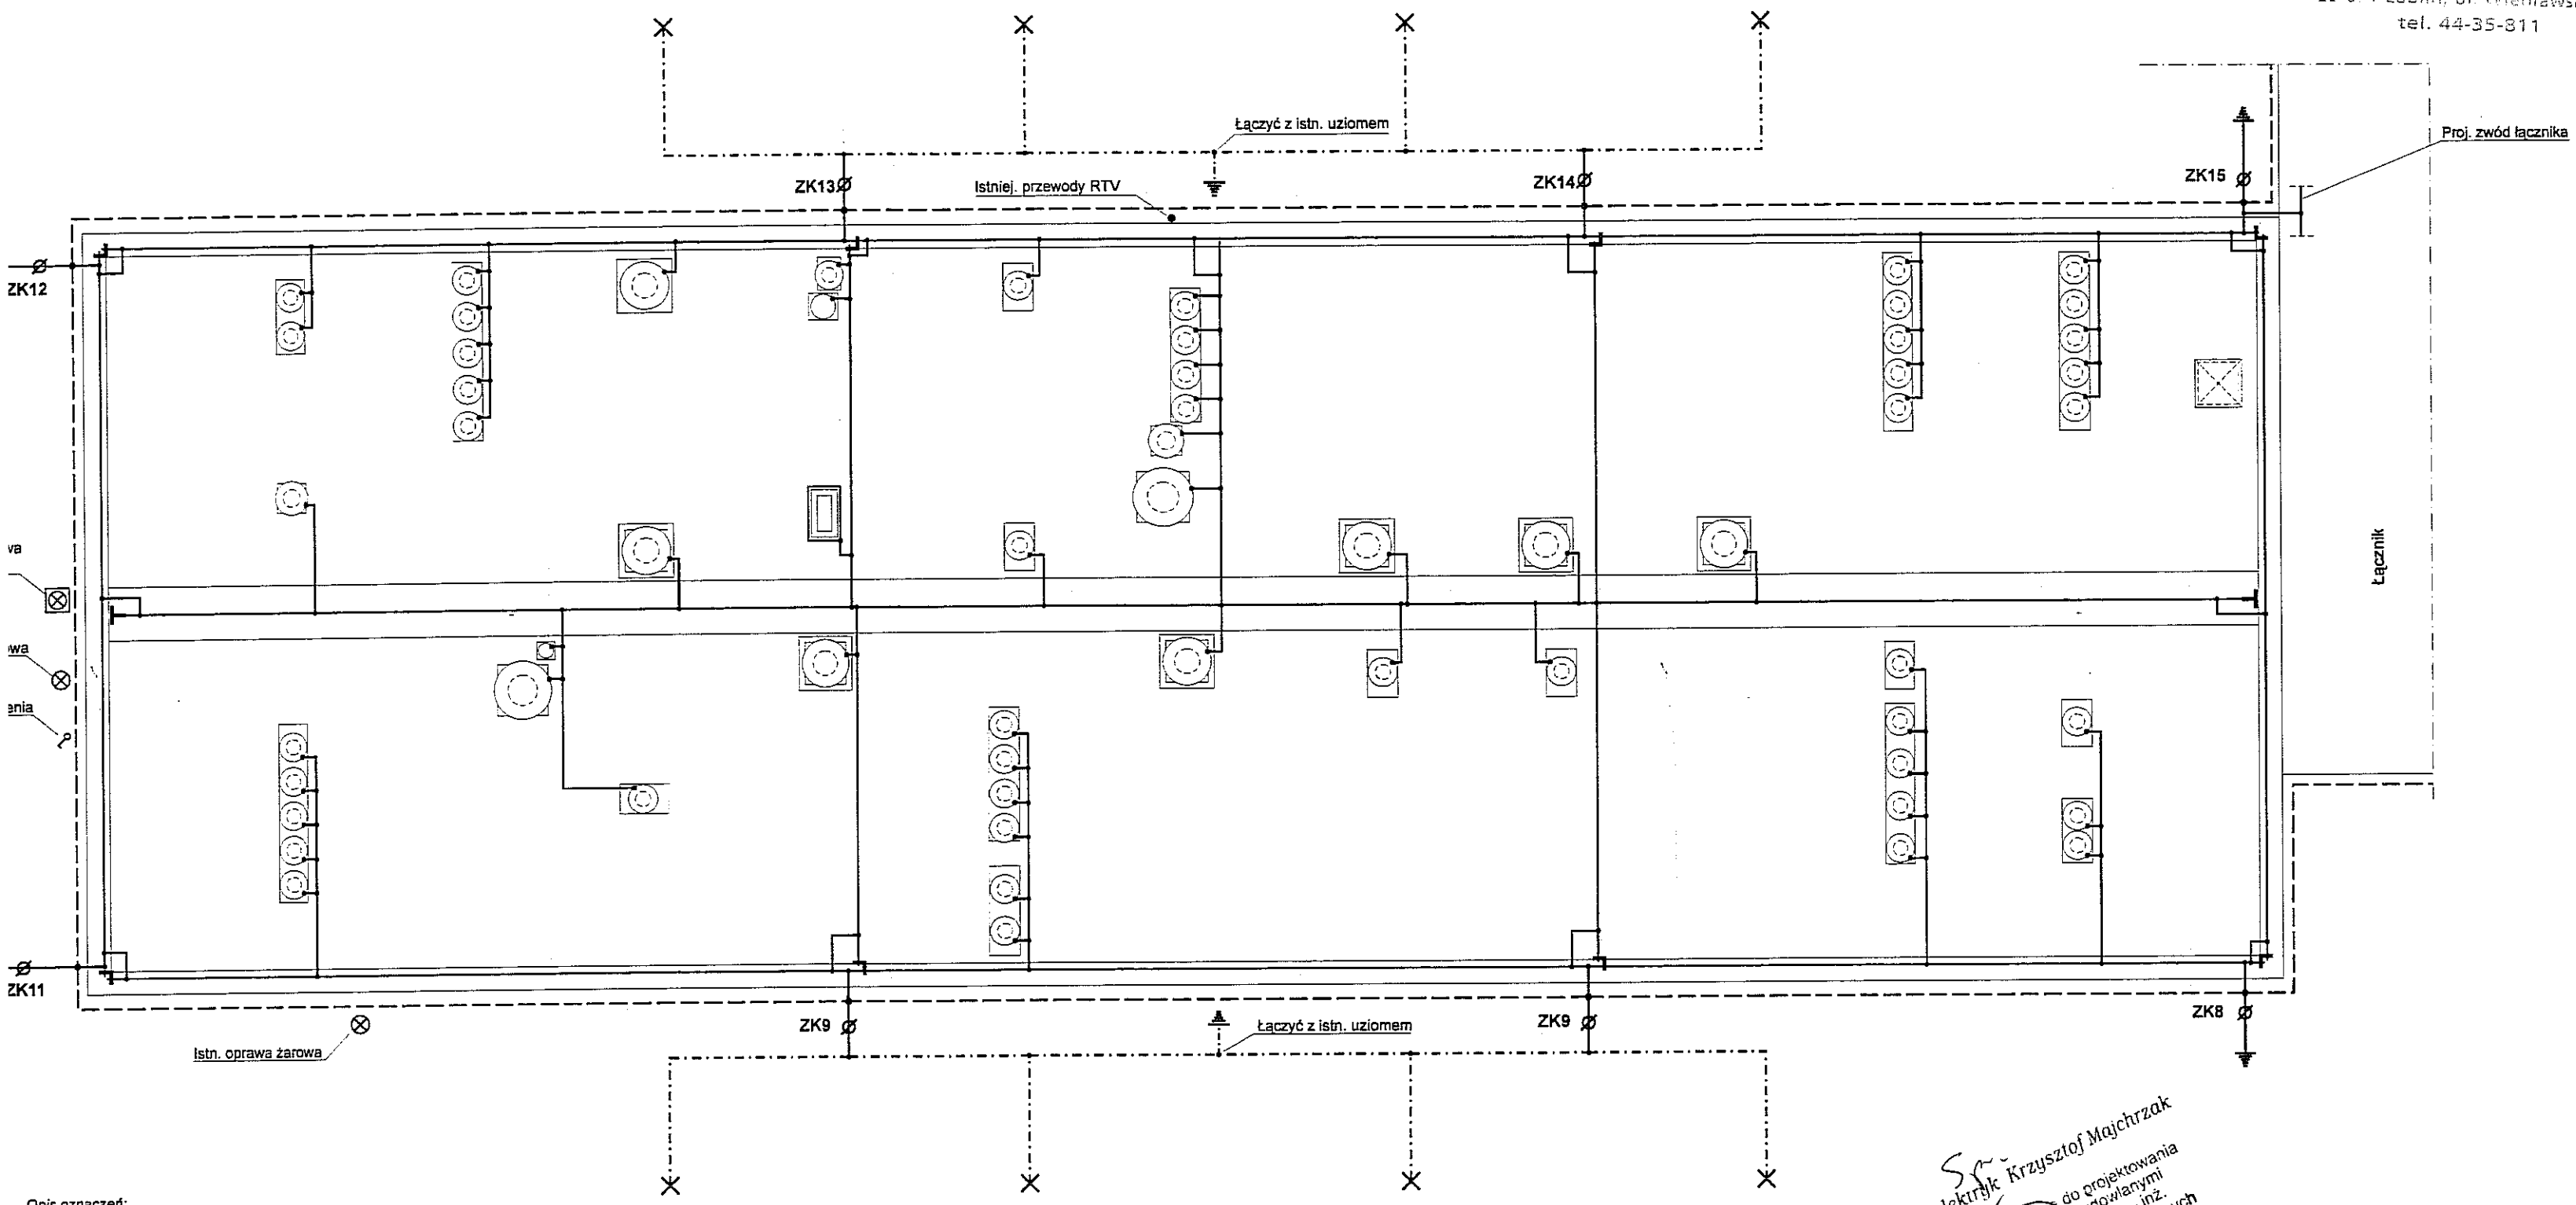 tel. 44-35-811
Łączyć z istn. uziomem
Proj. zwód łącznika
ZK13
Istniej. przewody RTV
ZK14
ZK15
ZK12
Łącznik
ZK11
ZK9
Łączyć z istn. uziomem
ZK9
ZK8
Istn. oprawa żarowa
Krzysztof Majchrzak
do projektowania
Opis oznaczeń: